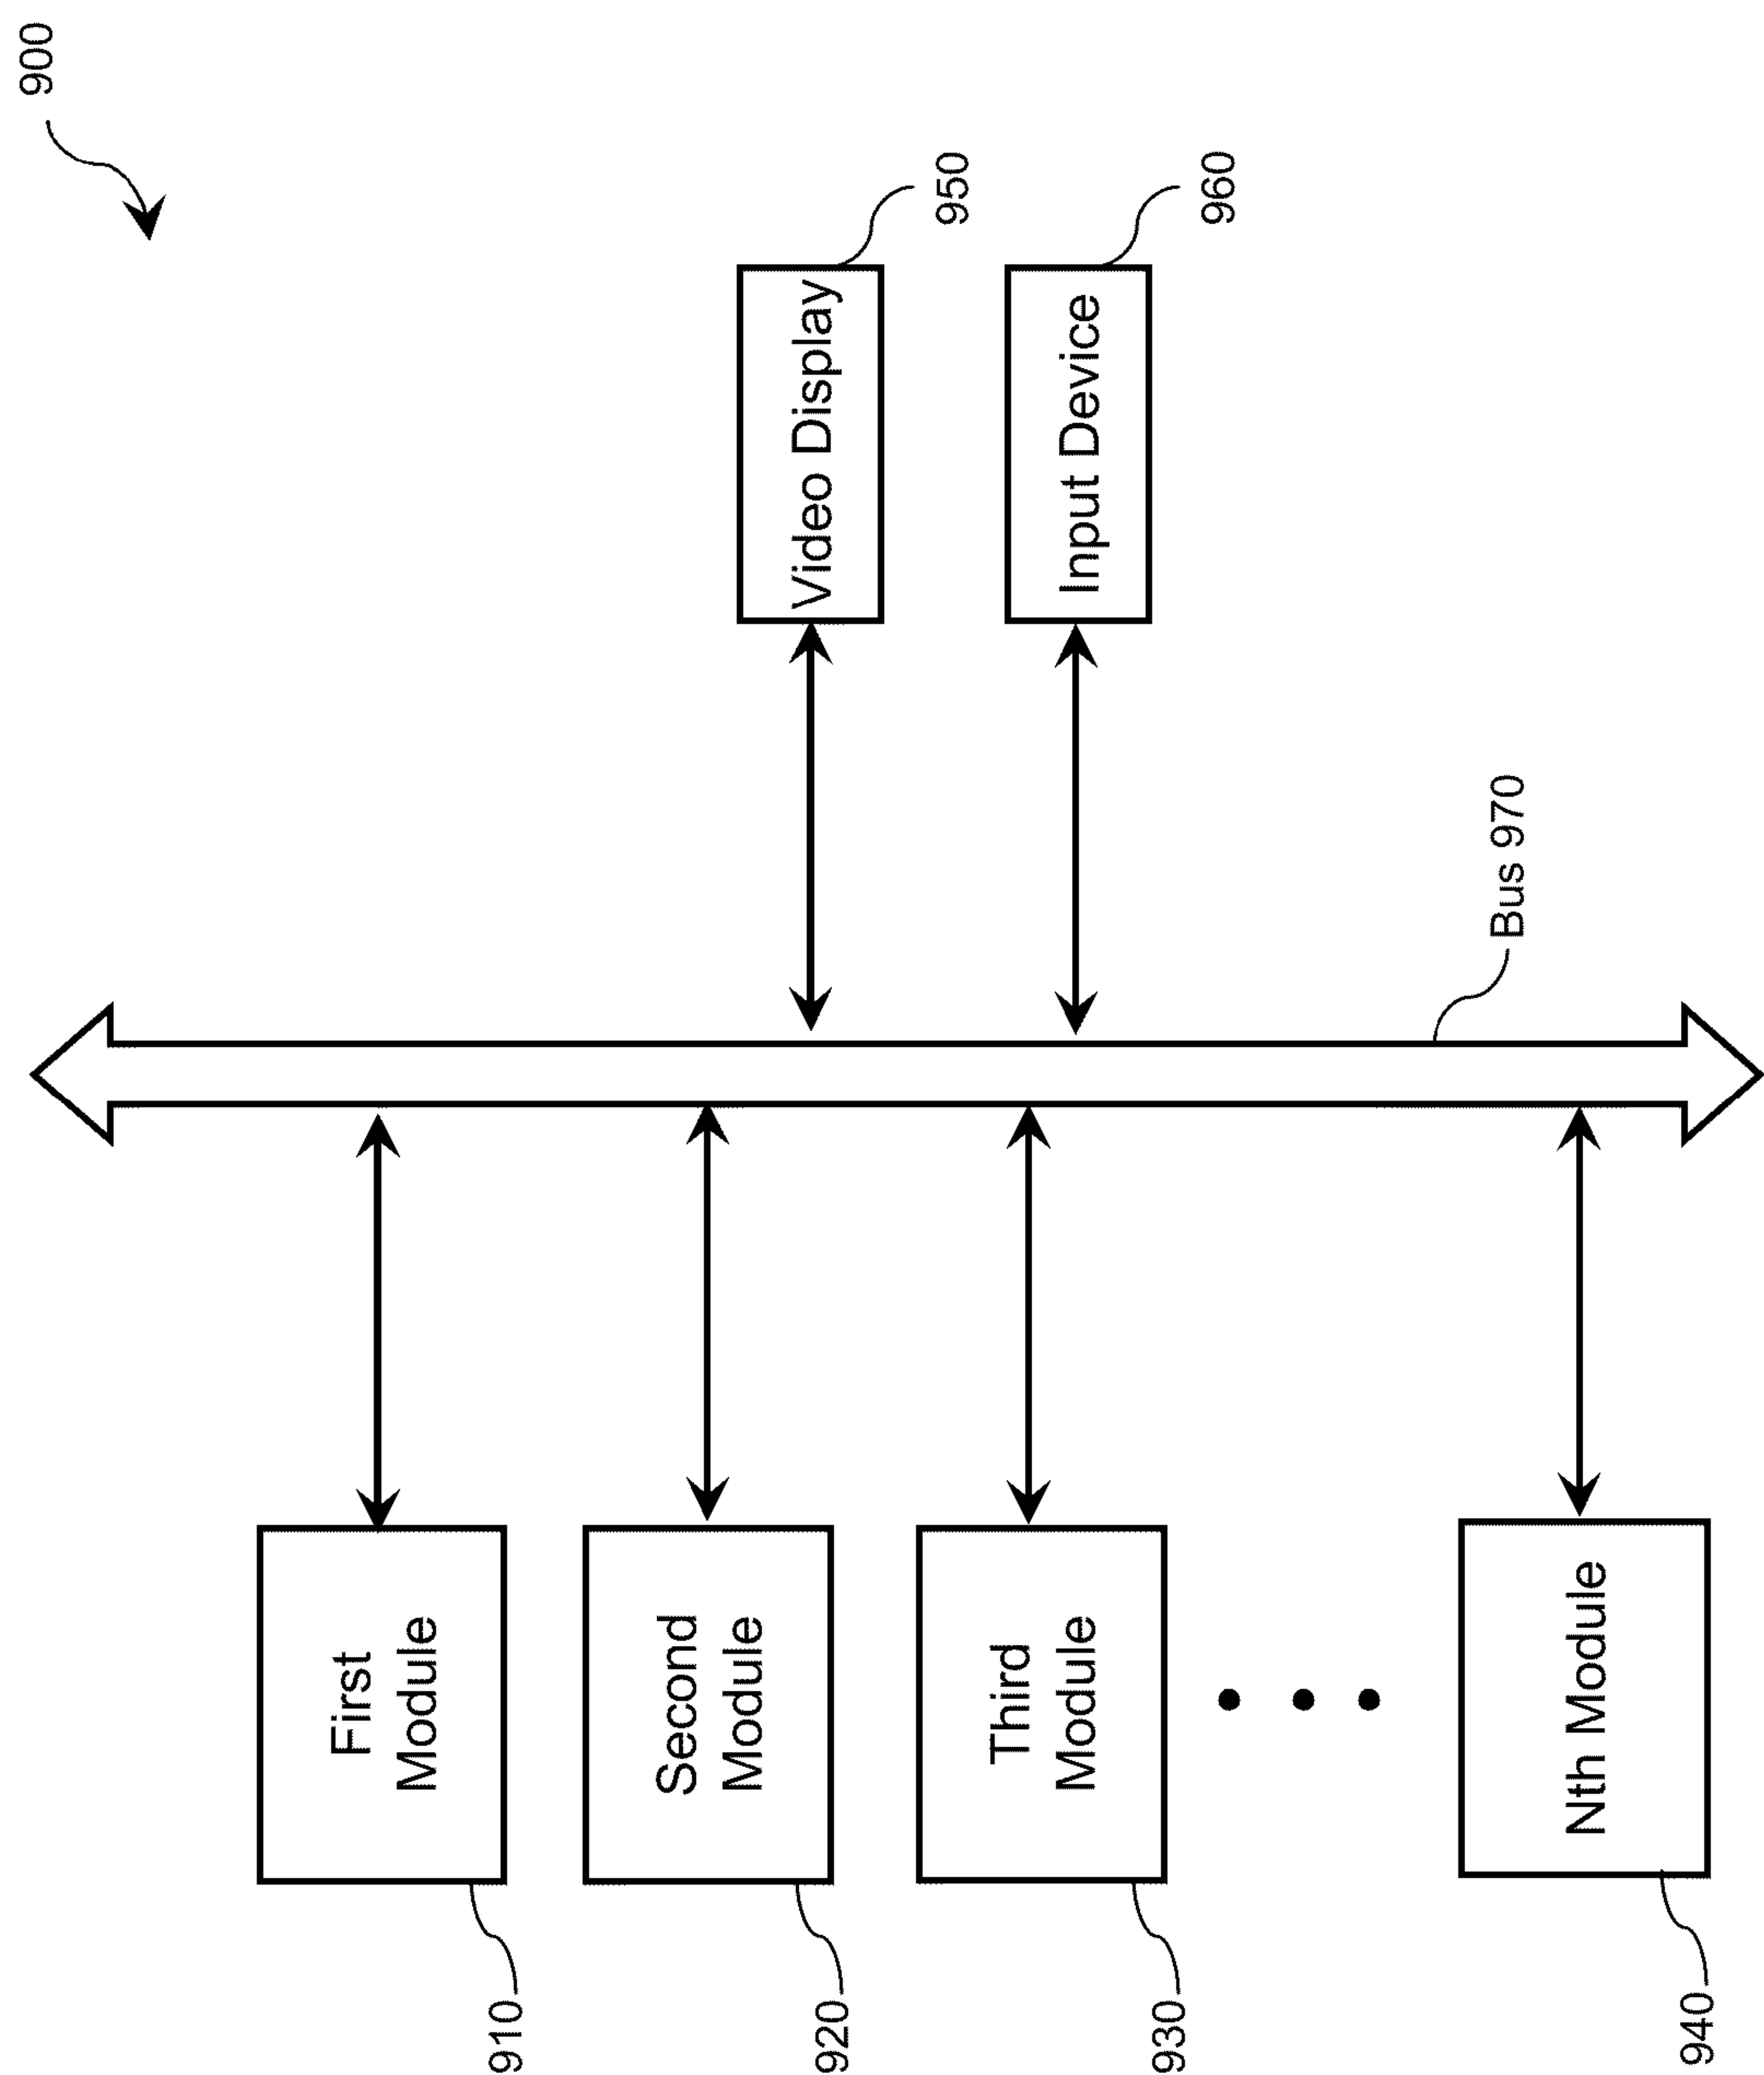 900
First
Module
910
Second
Module
Video Display
920
950
Third
Module
Input Device
930
960
Bus 970
Nth Module
940